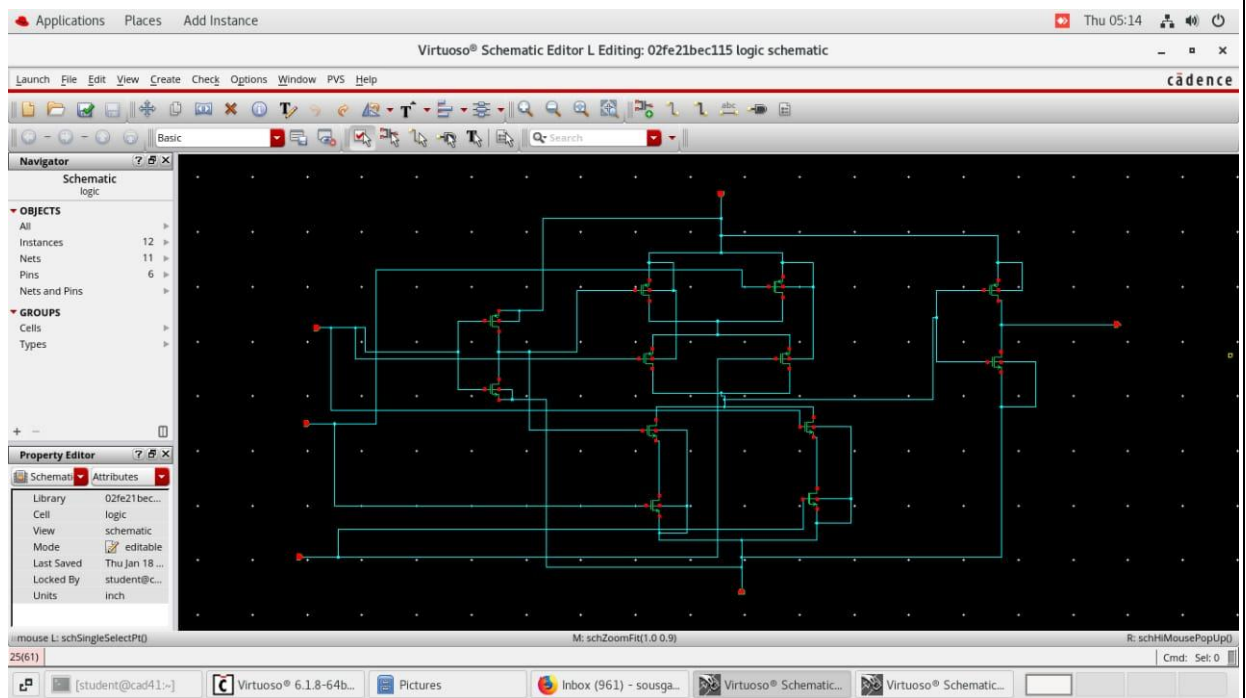 Applications Places Add Instance Thu 05:14
Virtuoso® Schematic Editor L Editing: 02fe21bec115 logic schematic
Launch File Edit View Create Check Options Window PVS Help cādence
Basic Search
Navigator
Schematic
logic
OBJECTS
All
Instances 12
Nets 11
Pins 6
Nets and Pins
GROUPS
Cells
Types
Property Editor
Schemati Attributes
Library 02fe21bec...
Cell logic
View schematic
Mode editable
Last Saved Thu Jan 18 ...
Locked By student@c...
Units inch
mouse L: schSingleSelectPt() M: schZoomFit(1.0 0.9) R: schHiMousePopUp()
25(61) Cmd: Sel: 0
[student@cad41:~] Virtuoso® 6.1.8-64b... Pictures Inbox (961) - sousga... Virtuoso® Schematic... Virtuoso® Schematic...